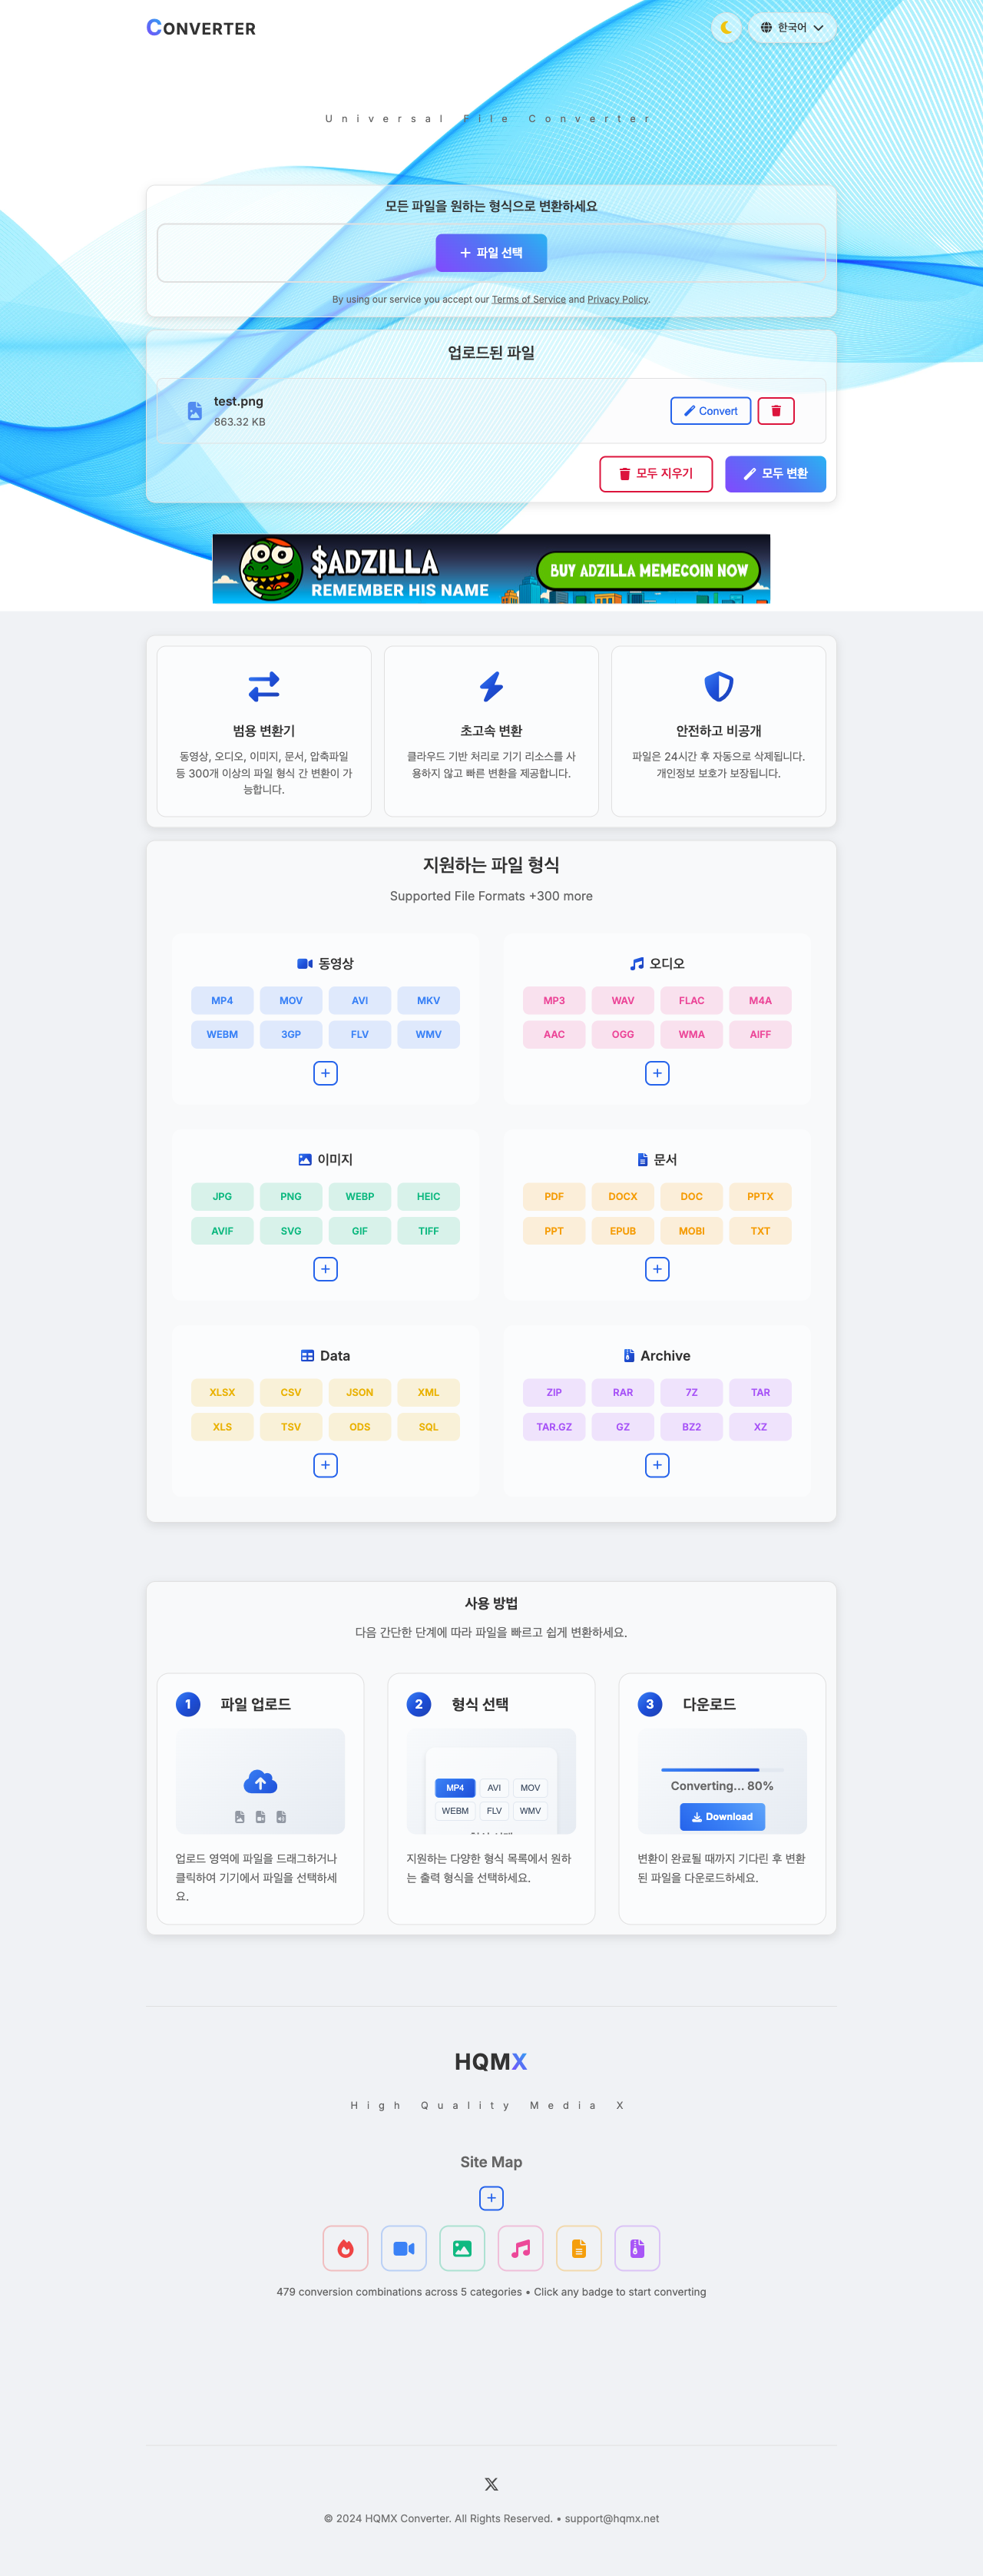 CONVERTER
한국어
Universal File Converter
모든 파일을 원하는 형식으로 변환하세요
파일 선택
By using our service you accept our Terms of Service and Privacy Policy.
업로드된 파일
test.png
863.32 KB
Convert
모두 지우기
모두 변환
$ADZILLA
REMEMBER HIS NAME
BUY ADZILLA MEMECOIN NOW
범용 변환기
동영상, 오디오, 이미지, 문서, 압축파일
등 300개 이상의 파일 형식 간 변환이 가
능합니다.
초고속 변환
클라우드 기반 처리로 기기 리소스를 사
용하지 않고 빠른 변환을 제공합니다.
안전하고 비공개
파일은 24시간 후 자동으로 삭제됩니다.
개인정보 보호가 보장됩니다.
지원하는 파일 형식
Supported File Formats +300 more
동영상
MP4 MOV AVI MKV
WEBM 3GP FLV WMV
오디오
MP3 WAV FLAC M4A
AAC OGG WMA AIFF
이미지
JPG PNG WEBP HEIC
AVIF SVG GIF TIFF
문서
PDF DOCX DOC PPTX
PPT EPUB MOBI TXT
Data
XLSX CSV JSON XML
XLS TSV ODS SQL
Archive
ZIP RAR 7Z TAR
TAR.GZ GZ BZ2 XZ
사용 방법
다음 간단한 단계에 따라 파일을 빠르고 쉽게 변환하세요.
1 파일 업로드
업로드 영역에 파일을 드래그하거나
클릭하여 기기에서 파일을 선택하세
요.
2 형식 선택
MP4 AVI MOV
WEBM FLV WMV
지원하는 다양한 형식 목록에서 원하
는 출력 형식을 선택하세요.
3 다운로드
Converting... 80%
Download
변환이 완료될 때까지 기다린 후 변환
된 파일을 다운로드하세요.
HQMX
High Quality Media X
Site Map
479 conversion combinations across 5 categories • Click any badge to start converting
© 2024 HQMX Converter. All Rights Reserved. • support@hqmx.net